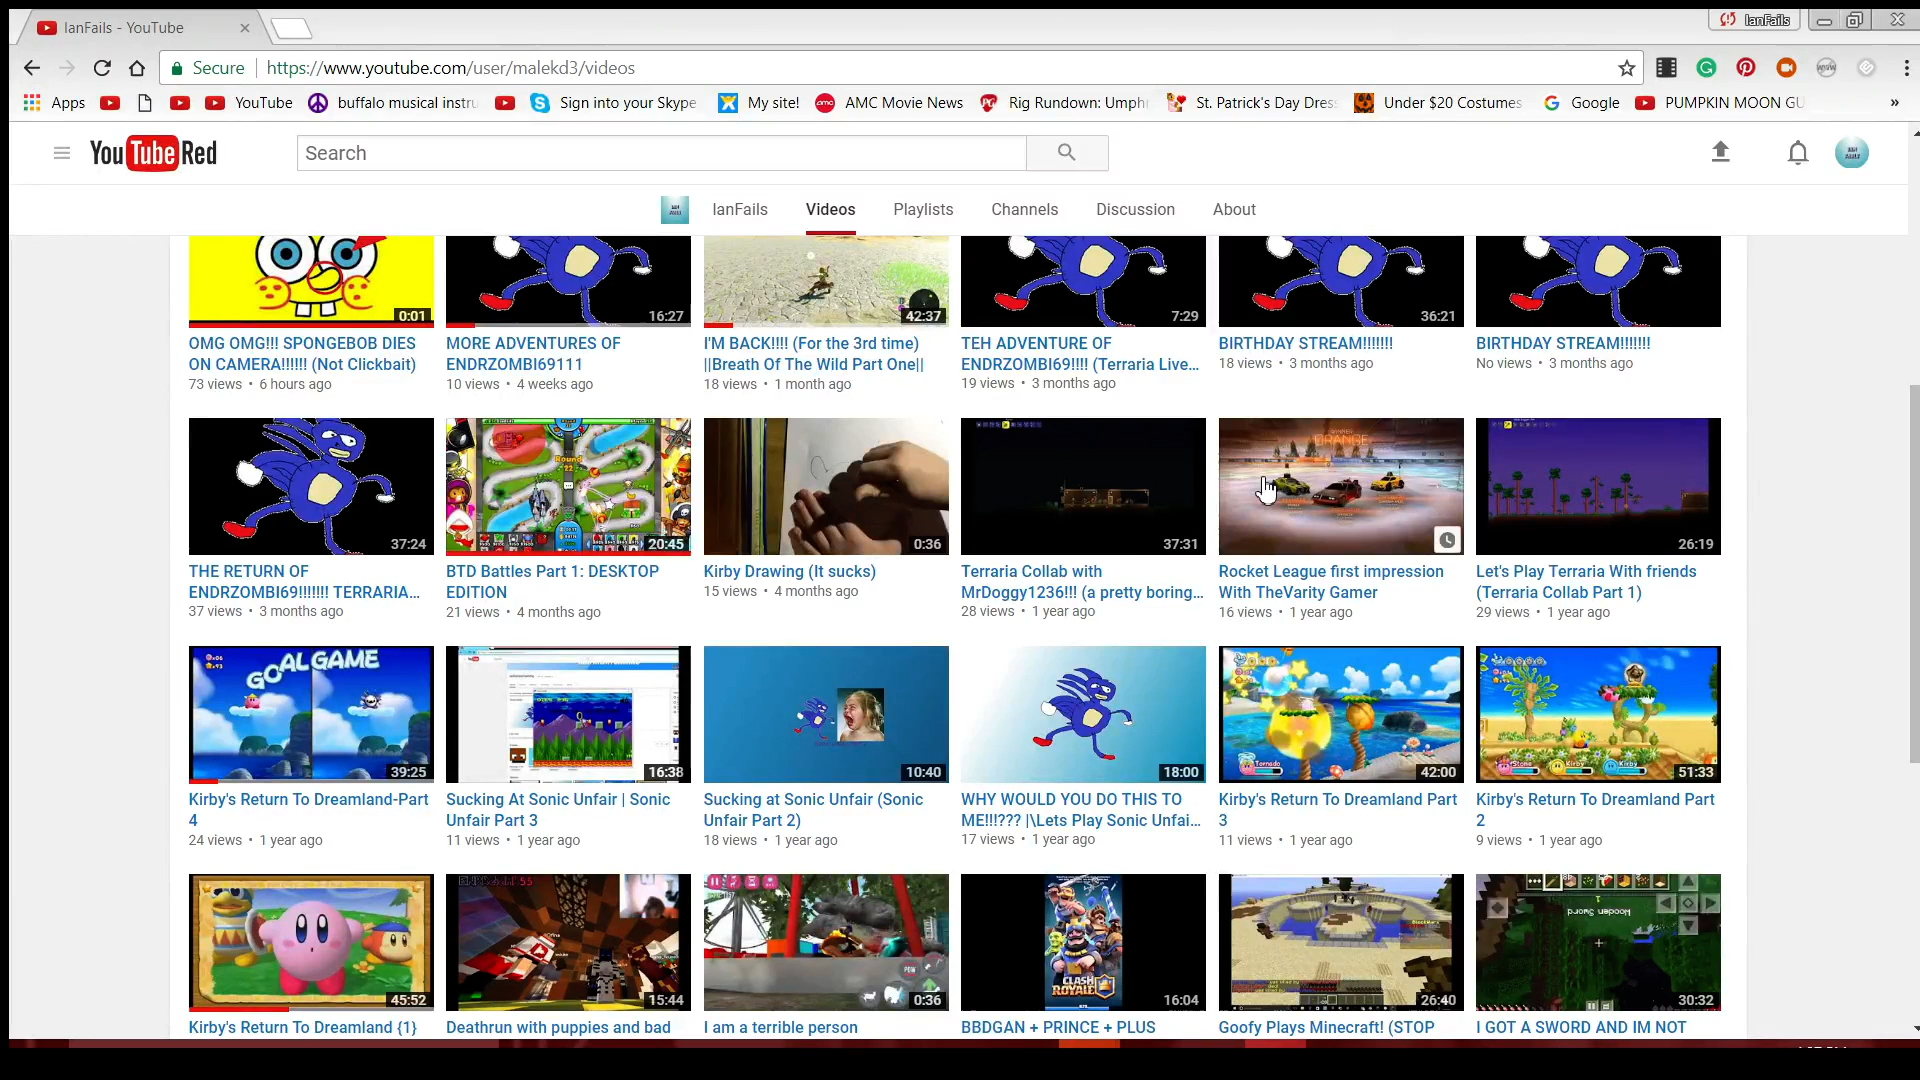 IanFails - YouTube
IanFails
Secure
https://www.youtube.com/user/malekd3/videos
Apps
YouTube
buffalo musical instru
Sign into your Skype
My site!
AMC Movie News
Rig Rundown: Umph
St. Patrick's Day Dres
Under $20 Costumes
Google
PUMPKIN MOON GU
»
YouTube Red
Search
IanFails
Videos
Playlists
Channels
Discussion
About
0:01
16:27
42:37
7:29
36:21
OMG OMG!!! SPONGEBOB DIES
ON CAMERA!!!!!! (Not Clickbait)
73 views • 6 hours ago
MORE ADVENTURES OF
ENDRZOMBI69111
10 views • 4 weeks ago
I'M BACK!!!! (For the 3rd time)
||Breath Of The Wild Part One||
18 views • 1 month ago
TEH ADVENTURE OF
ENDRZOMBI69!!!! (Terraria Live...
19 views • 3 months ago
BIRTHDAY STREAM!!!!!!!
18 views • 3 months ago
BIRTHDAY STREAM!!!!!!!
No views • 3 months ago
37:24
Round
22
20:45
0:36
37:31
ORANGE
26:19
THE RETURN OF
ENDRZOMBI69!!!!!!! TERRARIA...
37 views • 3 months ago
BTD Battles Part 1: DESKTOP
EDITION
21 views • 4 months ago
Kirby Drawing (It sucks)
15 views • 4 months ago
Terraria Collab with
MrDoggy1236!!! (a pretty boring...
28 views • 1 year ago
Rocket League first impression
With TheVarity Gamer
16 views • 1 year ago
Let's Play Terraria With friends
(Terraria Collab Part 1)
29 views • 1 year ago
GOAL GAME
39:25
16:38
10:40
18:00
Tornado
42:00
Stone
Kirby
Kirby
51:33
Kirby's Return To Dreamland-Part
4
24 views • 1 year ago
Sucking At Sonic Unfair | Sonic
Unfair Part 3
11 views • 1 year ago
Sucking at Sonic Unfair (Sonic
Unfair Part 2)
18 views • 1 year ago
WHY WOULD YOU DO THIS TO
ME!!!??? |\Lets Play Sonic Unfai...
17 views • 1 year ago
Kirby's Return To Dreamland Part
3
11 views • 1 year ago
Kirby's Return To Dreamland Part
2
9 views • 1 year ago
45:52
15:44
POW
0:36
CLASH
ROYALE
16:04
26:40
Wooden Sword
30:32
Kirby's Return To Dreamland {1}
Deathrun with puppies and bad
I am a terrible person
BBDGAN + PRINCE + PLUS
Goofy Plays Minecraft! (STOP
I GOT A SWORD AND IM NOT